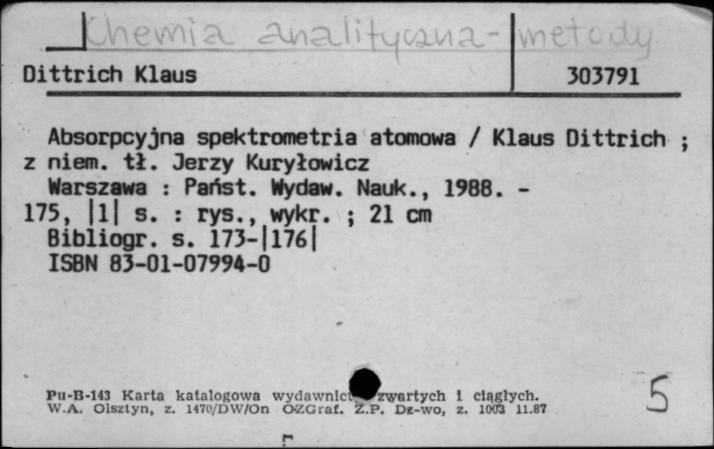 Chemia analityczna - metody
Dittrich Klaus 303791
Absorpcyjna spektrometria atomowa / Klaus Dittrich ;
z niem. tł. Jerzy Kuryłowicz
Warszawa : Państ. Wydaw. Nauk., 1988. -
175, |1| s. : rys., wykr. ; 21 cm
Bibliogr. s. 173-|176|
ISBN 83-01-07994-0
Pu-B-143 Karta katalogowa wydawnict zwartych i ciągłych.
W.A. Olsztyn, z. 1470/DW/On OZGraf. Z.P. Dz-wo, z. 1003 11.87
5